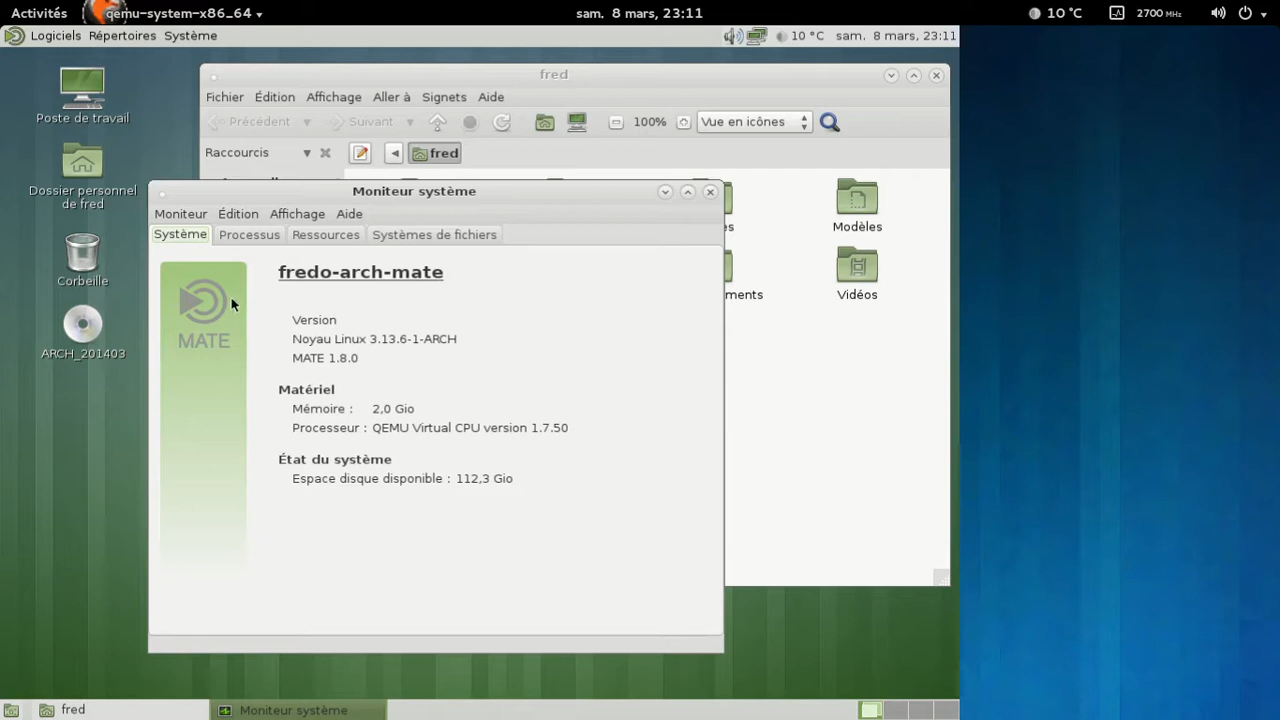 Activités qemu-system-x86_64 sam. 8 mars, 23:11 10 °C 2700 MHz
Logiciels Répertoires Système 10 °C sam. 8 mars, 23:11
Poste de travail
Dossier personnel
de fred
Corbeille
ARCH_201403
fred
Fichier Édition Affichage Aller à Signets Aide
Précédent Suivant 100% Vue en icônes
Raccourcis fred
Modèles
Vidéos
Moniteur système
Moniteur Édition Affichage Aide
Système Processus Ressources Systèmes de fichiers
MATE
fredo-arch-mate
Version
Noyau Linux 3.13.6-1-ARCH
MATE 1.8.0
Matériel
Mémoire : 2,0 Gio
Processeur : QEMU Virtual CPU version 1.7.50
État du système
Espace disque disponible : 112,3 Gio
fred Moniteur système